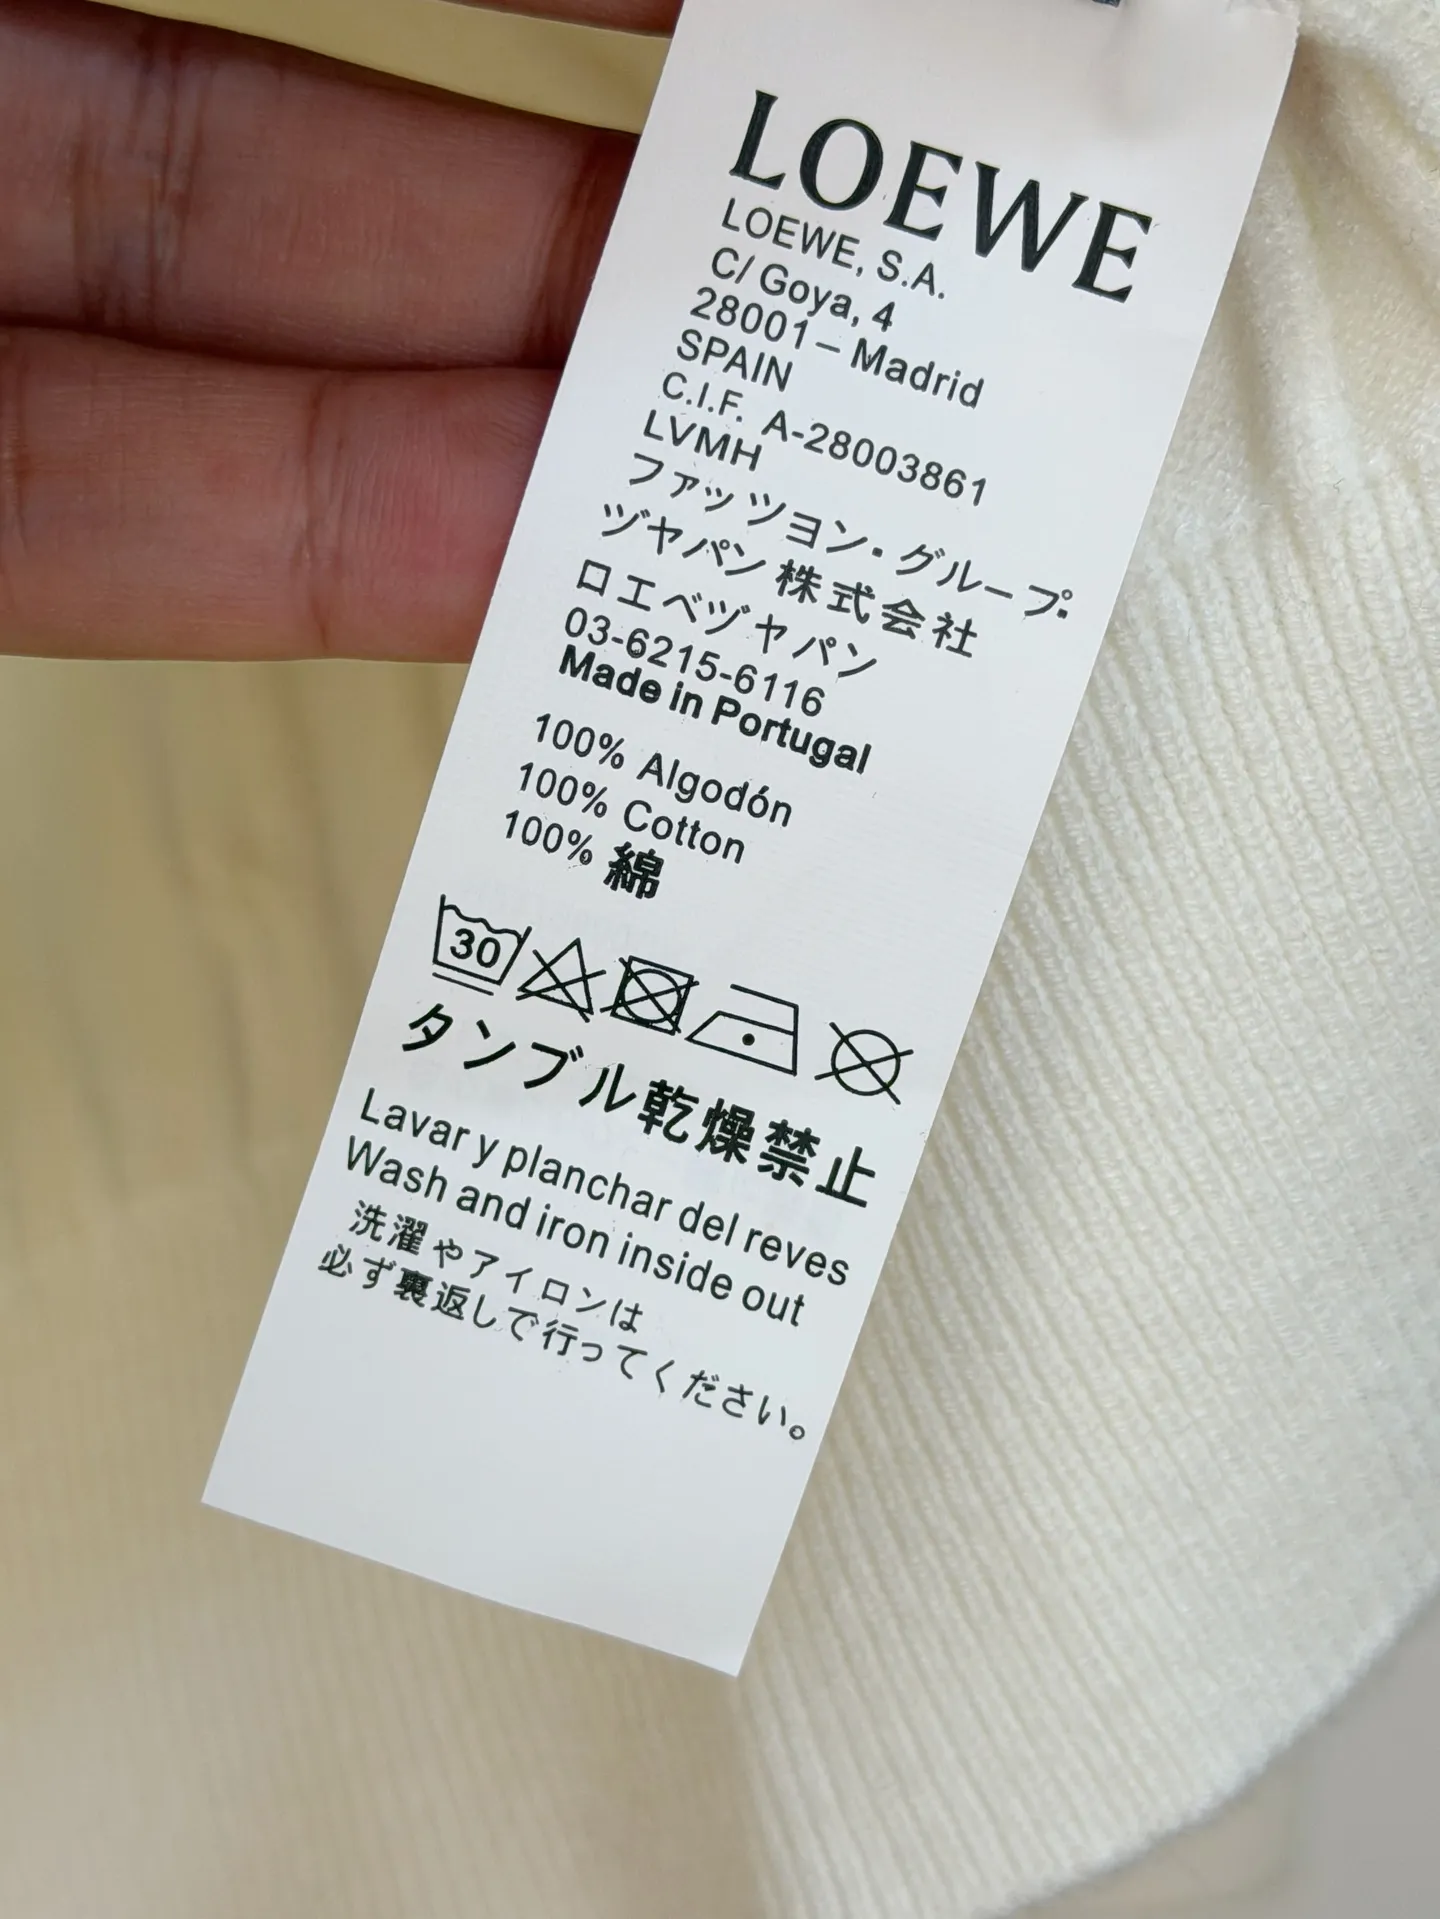 LOEWE
LOEWE, S.A.
C/ Goya, 4
28001 – Madrid
SPAIN
C.I.F. A-28003861
LVMH
ファッツヨン・グループ・
ヅヤパン株式会社
ロエベヅヤパン
03-6215-6116
Made in Portugal
100% Algodón
100% Cotton
100% 綿
30
タンブル乾燥禁止
Lavar y planchar del reves
Wash and iron inside out
洗濯やアイロンは
必ず裏返しで行ってください。